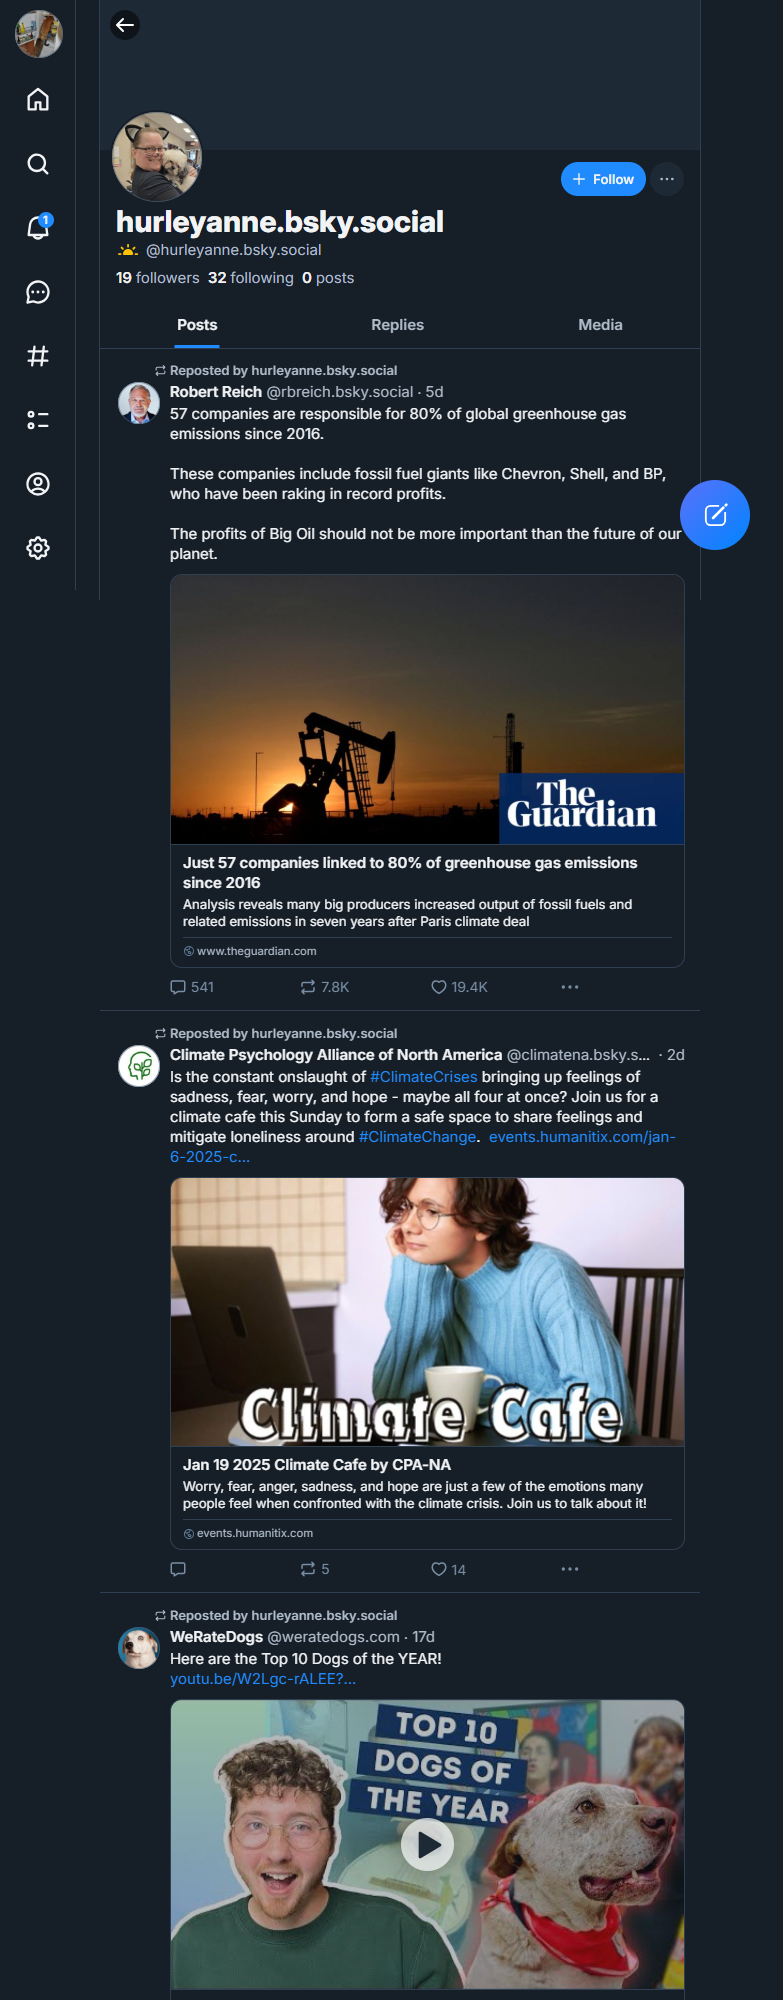 1
+ Follow
hurleyanne.bsky.social
@hurleyanne.bsky.social
19 followers 32 following 0 posts
Posts Replies Media
Reposted by hurleyanne.bsky.social
Robert Reich @rbreich.bsky.social · 5d
57 companies are responsible for 80% of global greenhouse gas
emissions since 2016.
These companies include fossil fuel giants like Chevron, Shell, and BP,
who have been raking in record profits.
The profits of Big Oil should not be more important than the future of our
planet.
The
Guardian
Just 57 companies linked to 80% of greenhouse gas emissions
since 2016
Analysis reveals many big producers increased output of fossil fuels and
related emissions in seven years after Paris climate deal
www.theguardian.com
541 7.8K 19.4K
Reposted by hurleyanne.bsky.social
Climate Psychology Alliance of North America @climatena.bsky.s... · 2d
Is the constant onslaught of #ClimateCrises bringing up feelings of
sadness, fear, worry, and hope - maybe all four at once? Join us for a
climate cafe this Sunday to form a safe space to share feelings and
mitigate loneliness around #ClimateChange. events.humanitix.com/jan-
6-2025-c...
Climate Cafe
Jan 19 2025 Climate Cafe by CPA-NA
Worry, fear, anger, sadness, and hope are just a few of the emotions many
people feel when confronted with the climate crisis. Join us to talk about it!
events.humanitix.com
5 14
Reposted by hurleyanne.bsky.social
WeRateDogs @weratedogs.com · 17d
Here are the Top 10 Dogs of the YEAR!
youtu.be/W2Lgc-rALEE?...
TOP 10
DOGS OF
THE YEAR